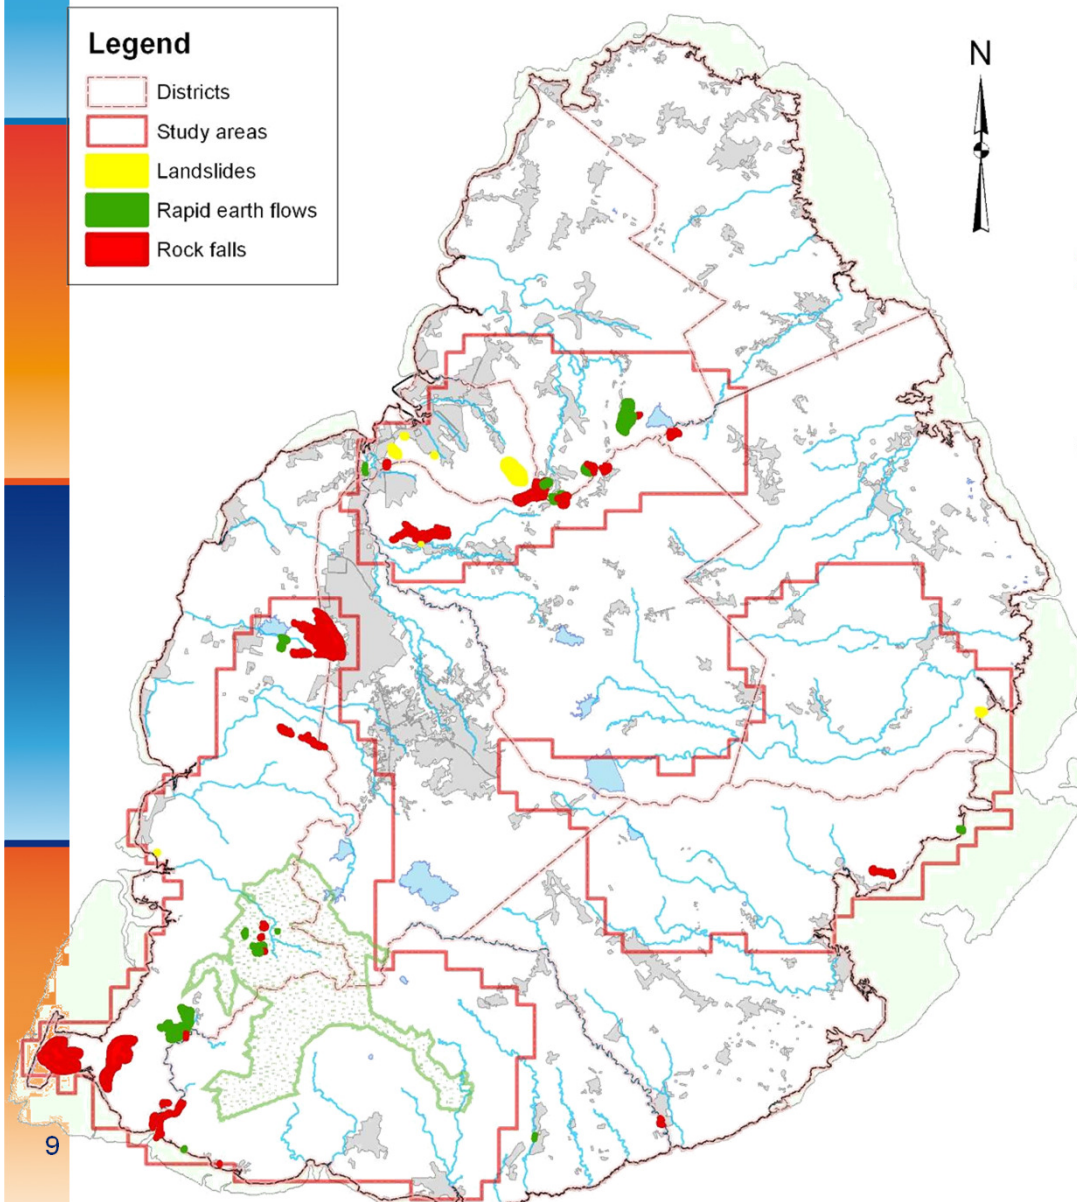 Legend
Districts
Study areas
Landslides
Rapid earth flows
Rock falls
N
9